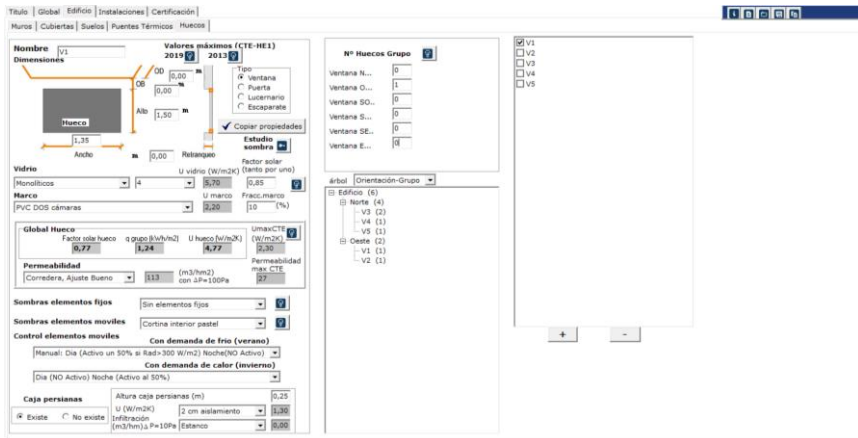 Titulo Global Edificio Instalaciones Certificación
Muros Cubiertas Suelos Puentes Térmicos Huecos
Nombre V1
Valores máximos (CTE-HE1)
2019 2013
Dimensiones
OD 0,00 m
OB 0,00 m
Alto 1,50 m
Hueco
1,35
Ancho m 0,00 Retranqueo
Tipo
Ventana
Puerta
Lucernario
Escaparate
Copiar propiedades
Estudio
sombra
Vidrio
U vidrio (W/m2K)
Factor solar
(tanto por uno)
Monolíticos 4 5,70 0,85
Marco U marco Fracc.marco
PVC DOS cámaras 2,20 10 (%)
Global Hueco
Factor solar hueco q grupo (kWh/m2) U hueco (W/m2K)
UmaxCTE
(W/m2K)
0,77 1,24 4,77 2,30
Permeabilidad
Permeabilidad
max CTE
Corredera, Ajuste Bueno 113 (m3/hm2)
con ΔP=100Pa
27
Sombras elementos fijos Sin elementos fijos
Sombras elementos moviles Cortina interior pastel
Control elementos moviles
Con demanda de frio (verano)
Manual: Dia (Activo un 50% si Rad>300 W/m2) Noche(NO Activo)
Con demanda de calor (invierno)
Dia (NO Activo) Noche (Activo al 50%)
Caja persianas
Existe No existe
Altura caja persianas (m) 0,25
U (W/m2K) 2 cm aislamiento 1,30
Infiltración
(m3/hm)Δ P=10Pa Estanco 0,00
Nº Huecos Grupo
Ventana N... 0
Ventana O... 1
Ventana SO.. 0
Ventana S... 0
Ventana SE.. 0
Ventana E... 0
árbol Orientación-Grupo
Edificio (6)
Norte (4)
V3 (2)
V4 (1)
V5 (1)
Oeste (2)
V1 (1)
V2 (1)
V1
V2
V3
V4
V5
+ -